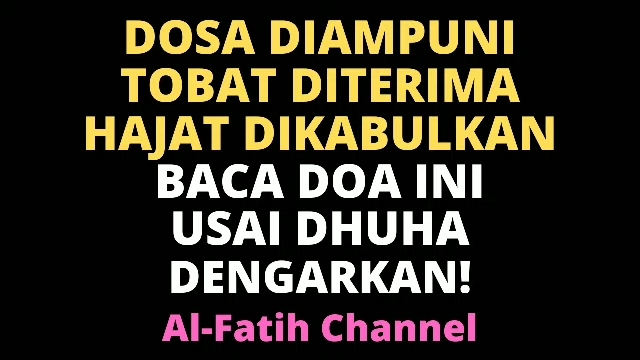 DOSA DIAMPUNI
TOBAT DITERIMA
HAJAT DIKABULKAN
BACA DOA INI
USAI DHUHA
DENGARKAN!
Al-Fatih Channel